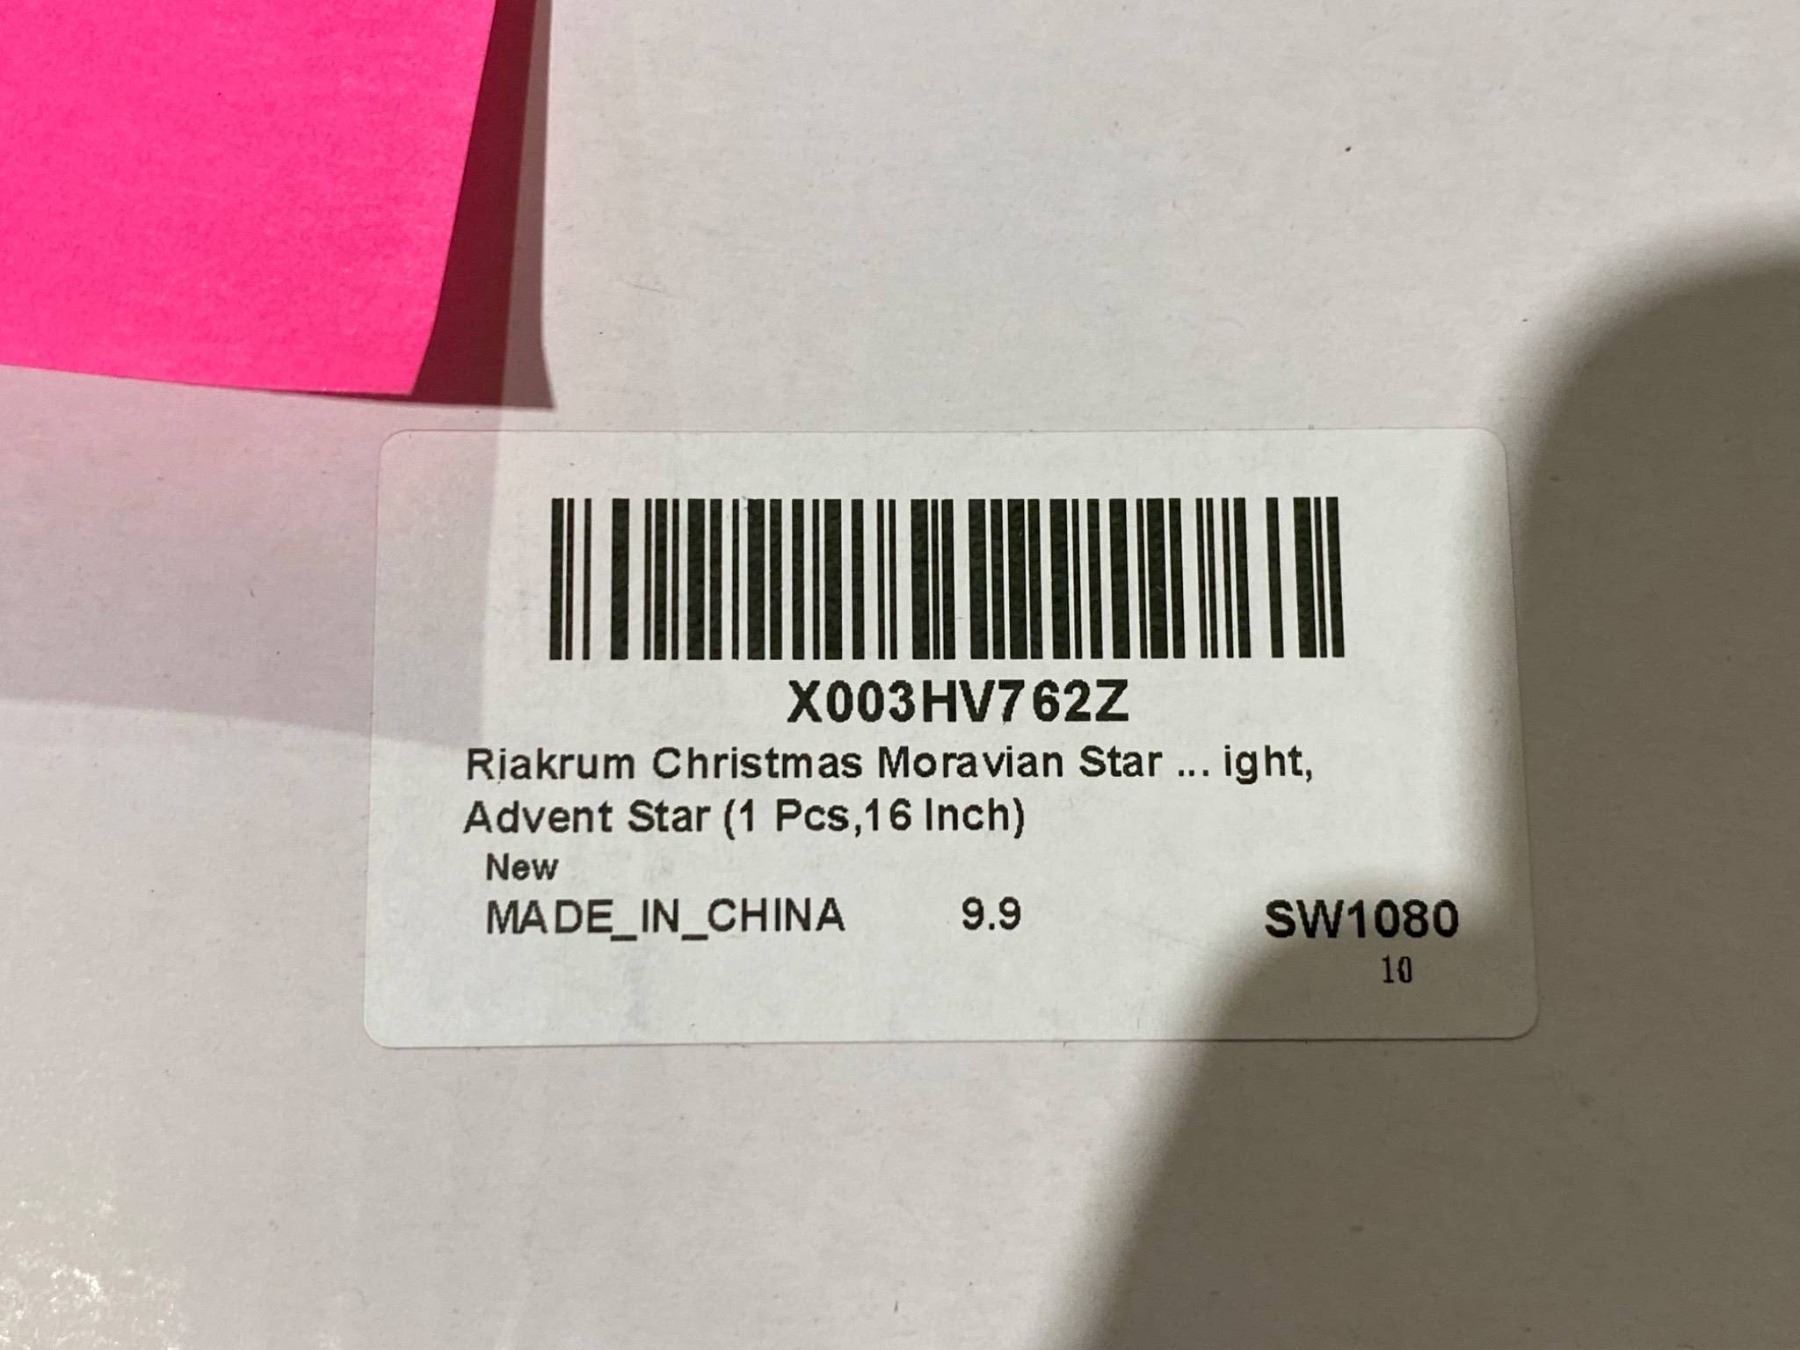 X003HV762Z
Riakrum Christmas Moravian Star ... ight,
Advent Star (1 Pcs,16 Inch)
New
MADE_IN_CHINA 9.9 SW1080
10